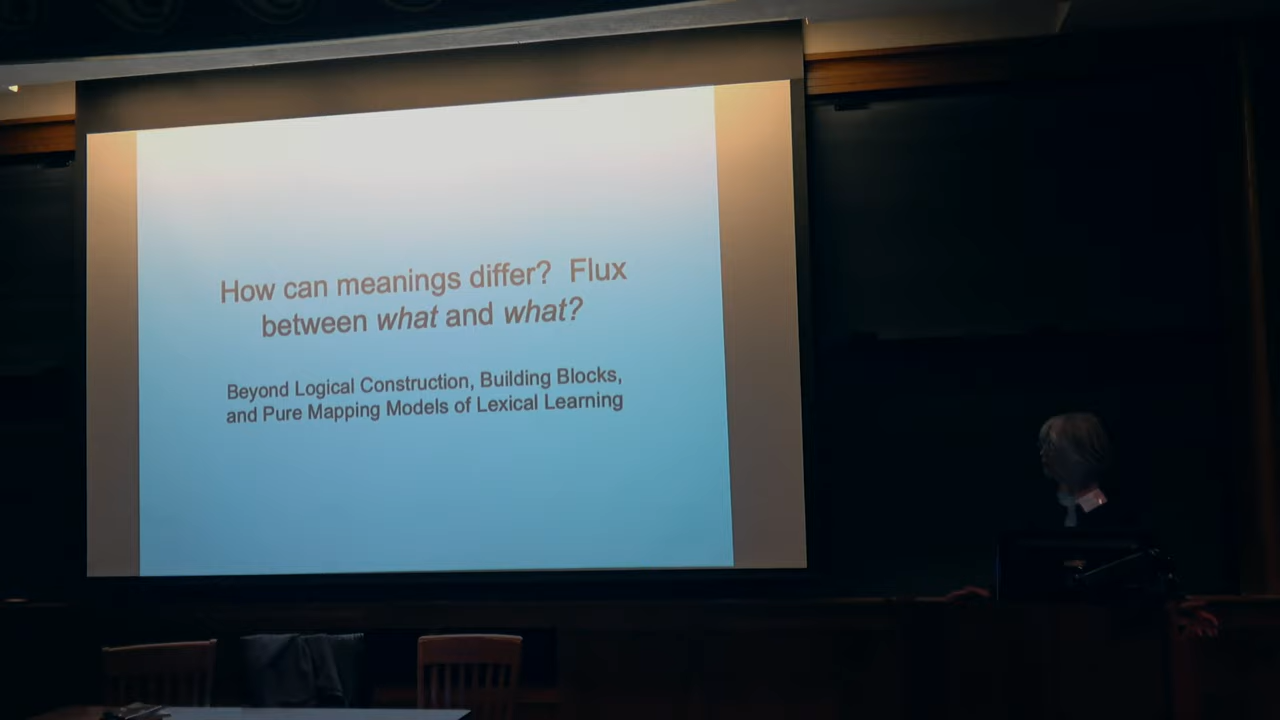 How can meanings differ?  Flux
between what and what?
Beyond Logical Construction, Building Blocks,
and Pure Mapping Models of Lexical Learning